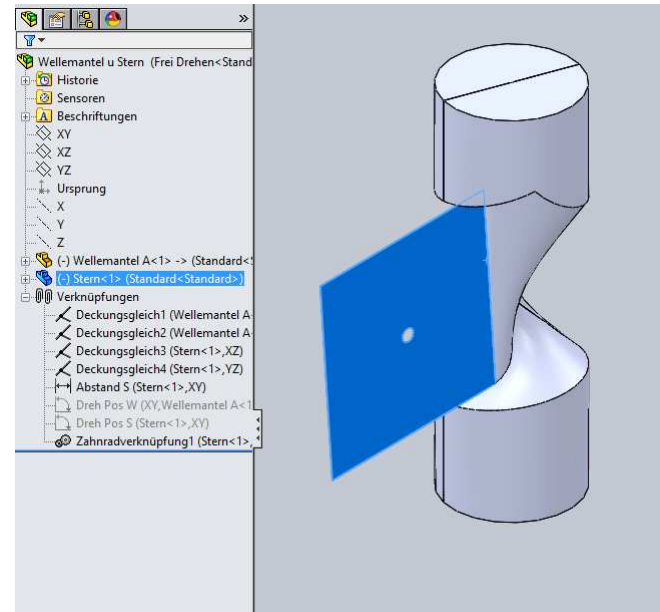 »
Wellemantel u Stern (Frei Drehen<Stand
Historie
Sensoren
Beschriftungen
XY
XZ
YZ
Ursprung
X
Y
Z
(-) Wellemantel A<1> -> (Standard<S
(-) Stern<1> (Standard<Standard>)
Verknüpfungen
Deckungsgleich1 (Wellemantel A-
Deckungsgleich2 (Wellemantel A
Deckungsgleich3 (Stern<1>,XZ)
Deckungsgleich4 (Stern<1>,YZ)
Abstand S (Stern<1>,XY)
Dreh Pos W (XY,Wellemantel A<1
Dreh Pos S (Stern<1>,XY)
Zahnradverknüpfung1 (Stern<1>,